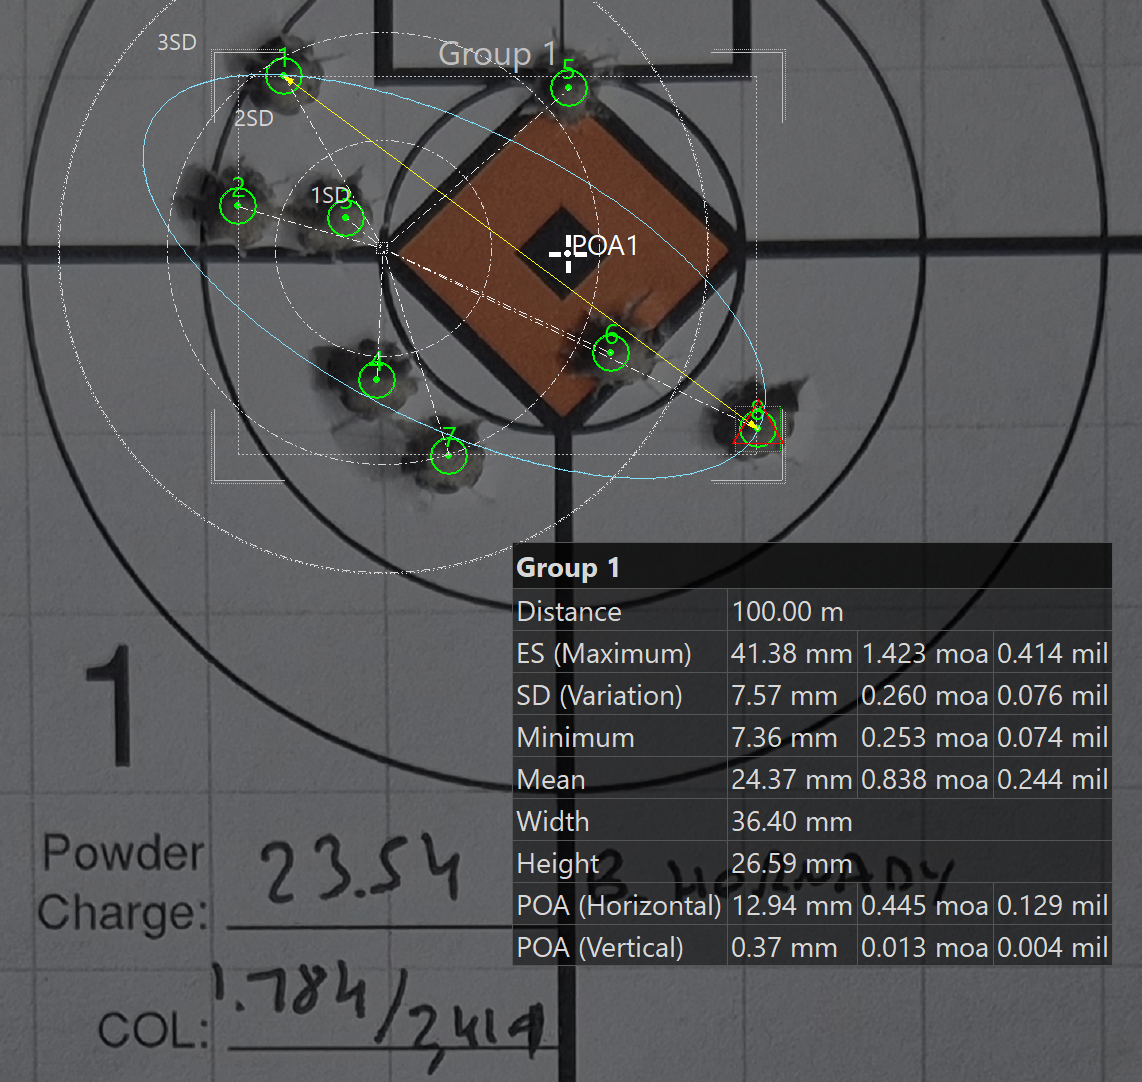 3SD
Group 1
1
5
2SD
2
1SD
3
POA1
6
4
8
7
Group 1
Distance 100.00 m
ES (Maximum) 41.38 mm 1.423 moa 0.414 mil
SD (Variation) 7.57 mm 0.260 moa 0.076 mil
Minimum 7.36 mm 0.253 moa 0.074 mil
Mean 24.37 mm 0.838 moa 0.244 mil
Width 36.40 mm
Height 26.59 mm
POA (Horizontal) 12.94 mm 0.445 moa 0.129 mil
POA (Vertical) 0.37 mm 0.013 moa 0.004 mil
1
Powder
Charge: 23.54 B. HORNADY
COL: 1.784/2,414